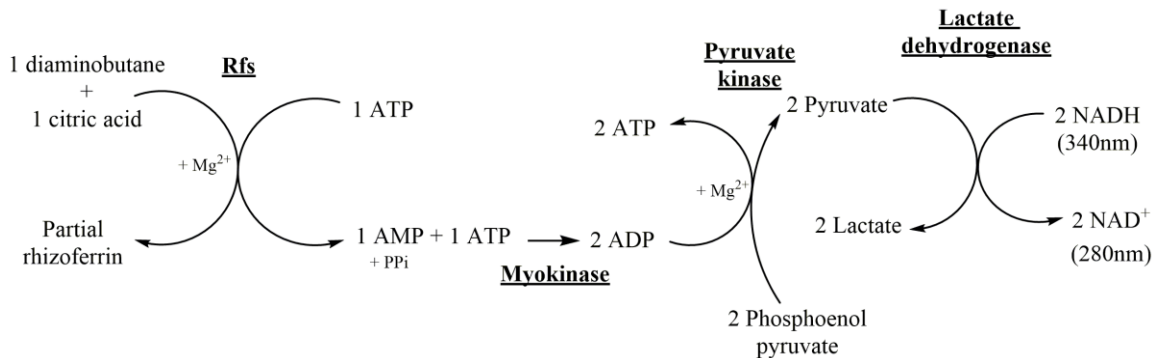 1 diaminobutane
+
1 citric acid
Rfs
1 ATP
+ Mg²⁺
Partial
rhizoferrin
1 AMP + 1 ATP
+ PPi
Myokinase
2 ADP
2 ATP
Pyruvate
kinase
+ Mg²⁺
2 Pyruvate
2 Phosphoenol
pyruvate
Lactate
dehydrogenase
2 NADH
(340nm)
2 Lactate
2 NAD⁺
(280nm)